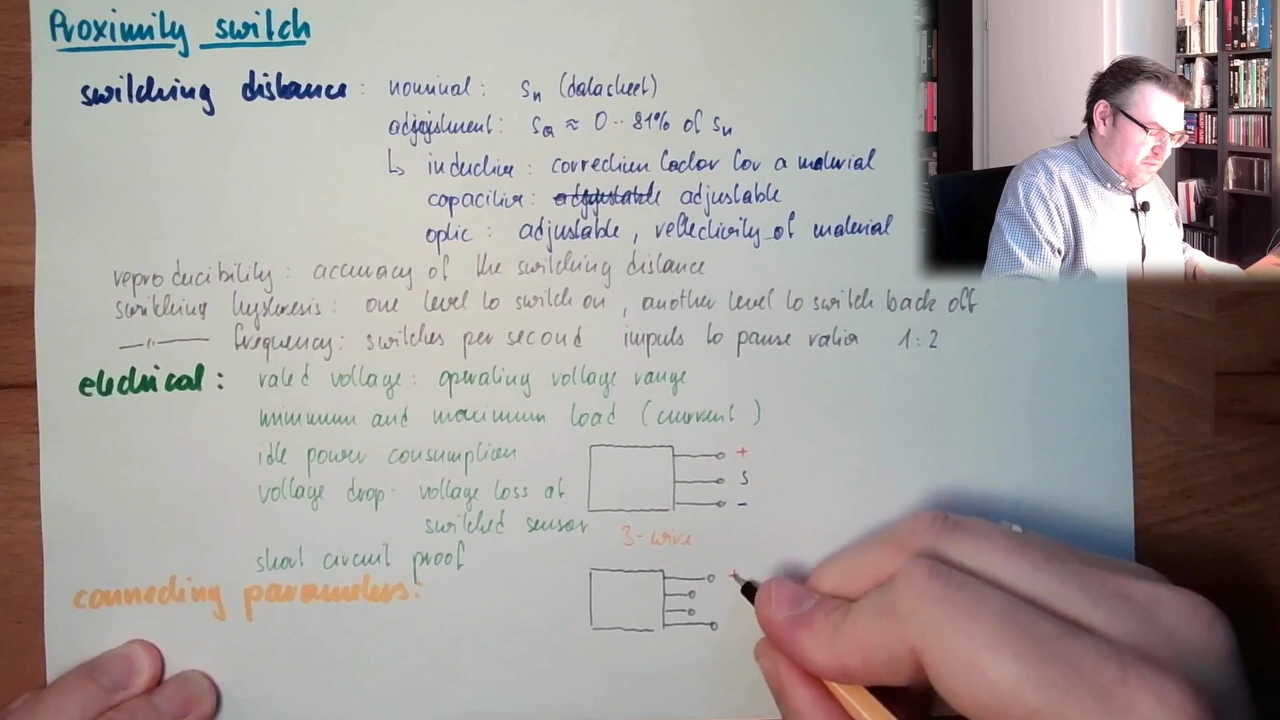 Proximity switch
switching distance : nominal : sn (datasheet)
adjustment : sa ≈ 0..81% of sn
↳ inductive : correction factor for a material
capacitive : adjustable adjustable
optic : adjustable , reflectivity of material
reproducibility : accuracy of the switching distance
switching hysteresis : one level to switch on , another level to switch back off
—"— frequency : switches per second impuls to pause ratio 1:2
electrical : rated voltage : operating voltage range
minimum and maximum load ( current )
idle power consumption
+
voltage drop : voltage loss at
S
switched sensor
-
3-wire
short circuit proof
connecting parameters :
+